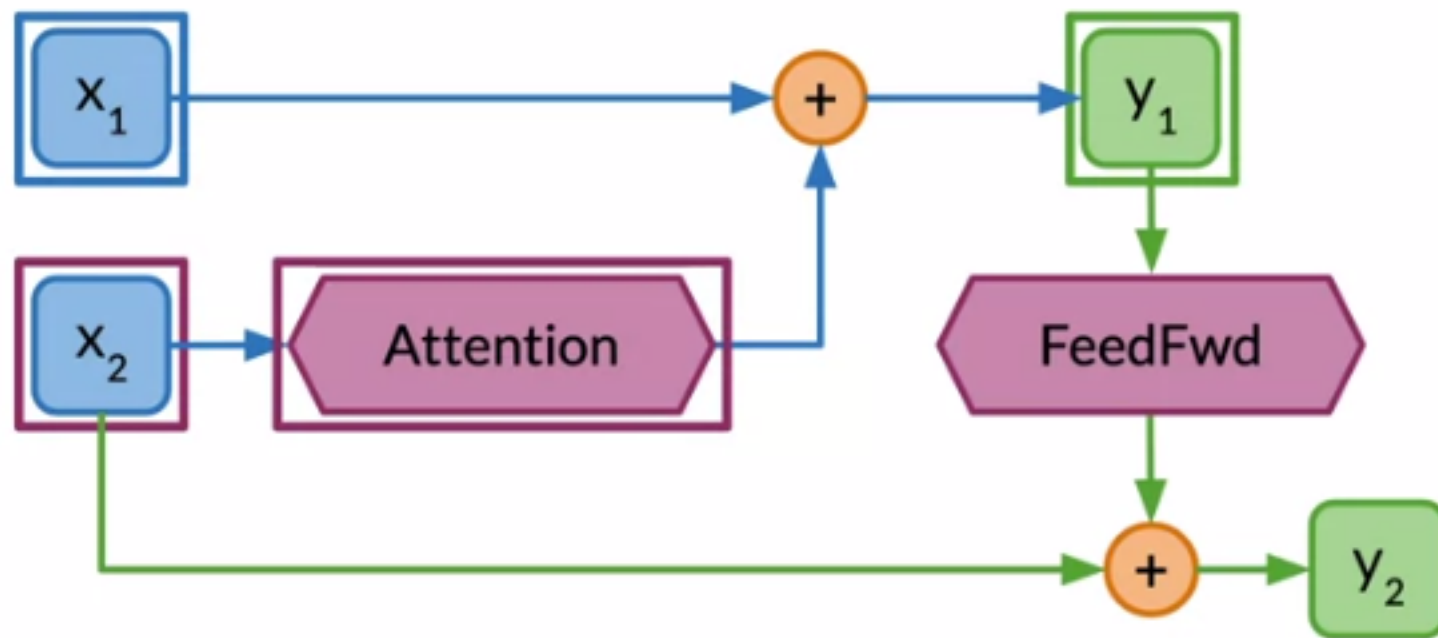 x₁
+
y₁
x₂
Attention
FeedFwd
+
y₂